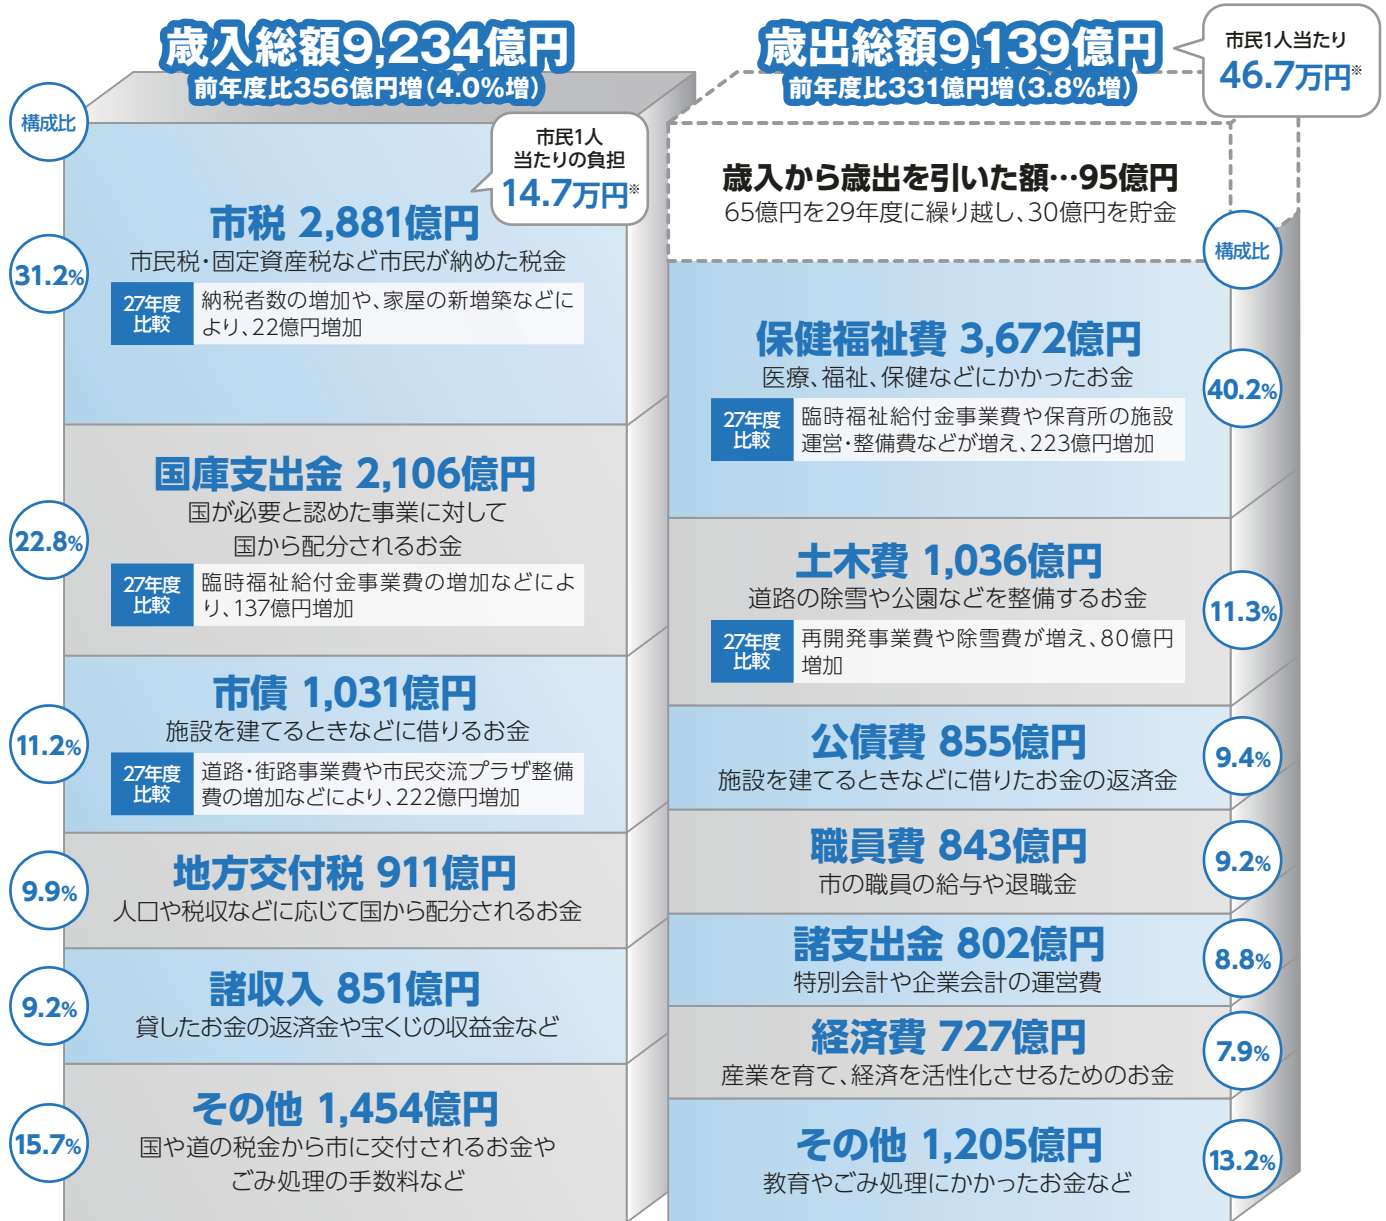 歳入総額9,234億円
前年度比356億円増(4.0%増)
構成比
市民1人
当たりの負担
14.7万円※
市税 2,881億円
市民税・固定資産税など市民が納めた税金
31.2%
27年度
比較
納税者数の増加や、家屋の新増築などに
より、22億円増加
国庫支出金 2,106億円
国が必要と認めた事業に対して
国から配分されるお金
22.8%
27年度
比較
臨時福祉給付金事業費の増加などによ
り、137億円増加
市債 1,031億円
施設を建てるときなどに借りるお金
11.2%
27年度
比較
道路・街路事業費や市民交流プラザ整備
費の増加などにより、222億円増加
地方交付税 911億円
人口や税収などに応じて国から配分されるお金
9.9%
諸収入 851億円
貸したお金の返済金や宝くじの収益金など
9.2%
その他 1,454億円
国や道の税金から市に交付されるお金や
ごみ処理の手数料など
15.7%
歳出総額9,139億円
前年度比331億円増(3.8%増)
市民1人当たり
46.7万円※
歳入から歳出を引いた額…95億円
65億円を29年度に繰り越し、30億円を貯金
構成比
保健福祉費 3,672億円
医療、福祉、保健などにかかったお金
40.2%
27年度
比較
臨時福祉給付金事業費や保育所の施設
運営・整備費などが増え、223億円増加
土木費 1,036億円
道路の除雪や公園などを整備するお金
11.3%
27年度
比較
再開発事業費や除雪費が増え、80億円
増加
公債費 855億円
施設を建てるときなどに借りたお金の返済金
9.4%
職員費 843億円
市の職員の給与や退職金
9.2%
諸支出金 802億円
特別会計や企業会計の運営費
8.8%
経済費 727億円
産業を育て、経済を活性化させるためのお金
7.9%
その他 1,205億円
教育やごみ処理にかかったお金など
13.2%